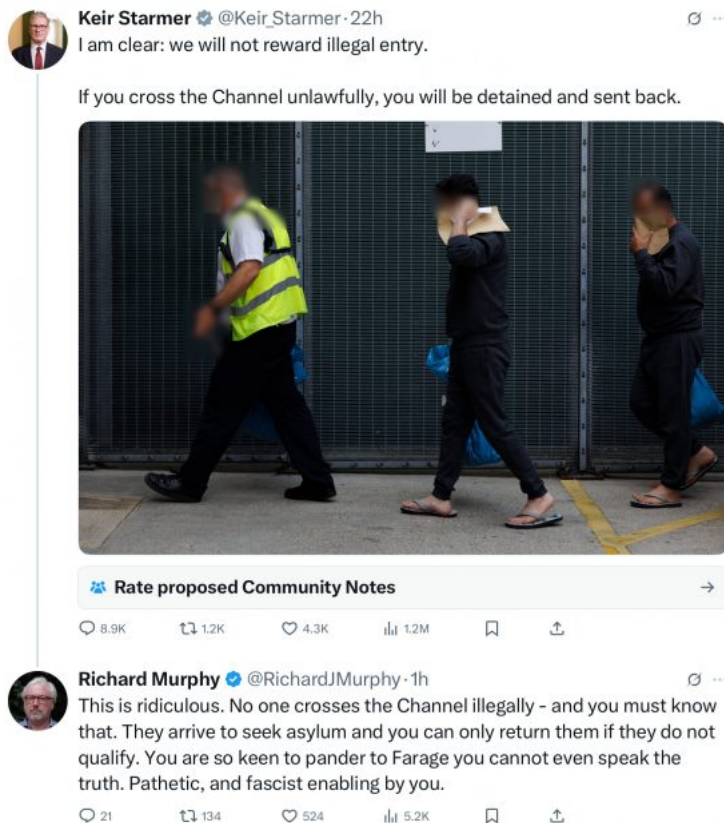 Keir Starmer @Keir_Starmer · 22h
I am clear: we will not reward illegal entry.
If you cross the Channel unlawfully, you will be detained and sent back.
Rate proposed Community Notes
8.9K 1.2K 4.3K 1.2M
Richard Murphy @RichardJMurphy · 1h
This is ridiculous. No one crosses the Channel illegally - and you must know
that. They arrive to seek asylum and you can only return them if they do not
qualify. You are so keen to pander to Farage you cannot even speak the
truth. Pathetic, and fascist enabling by you.
21 134 524 5.2K